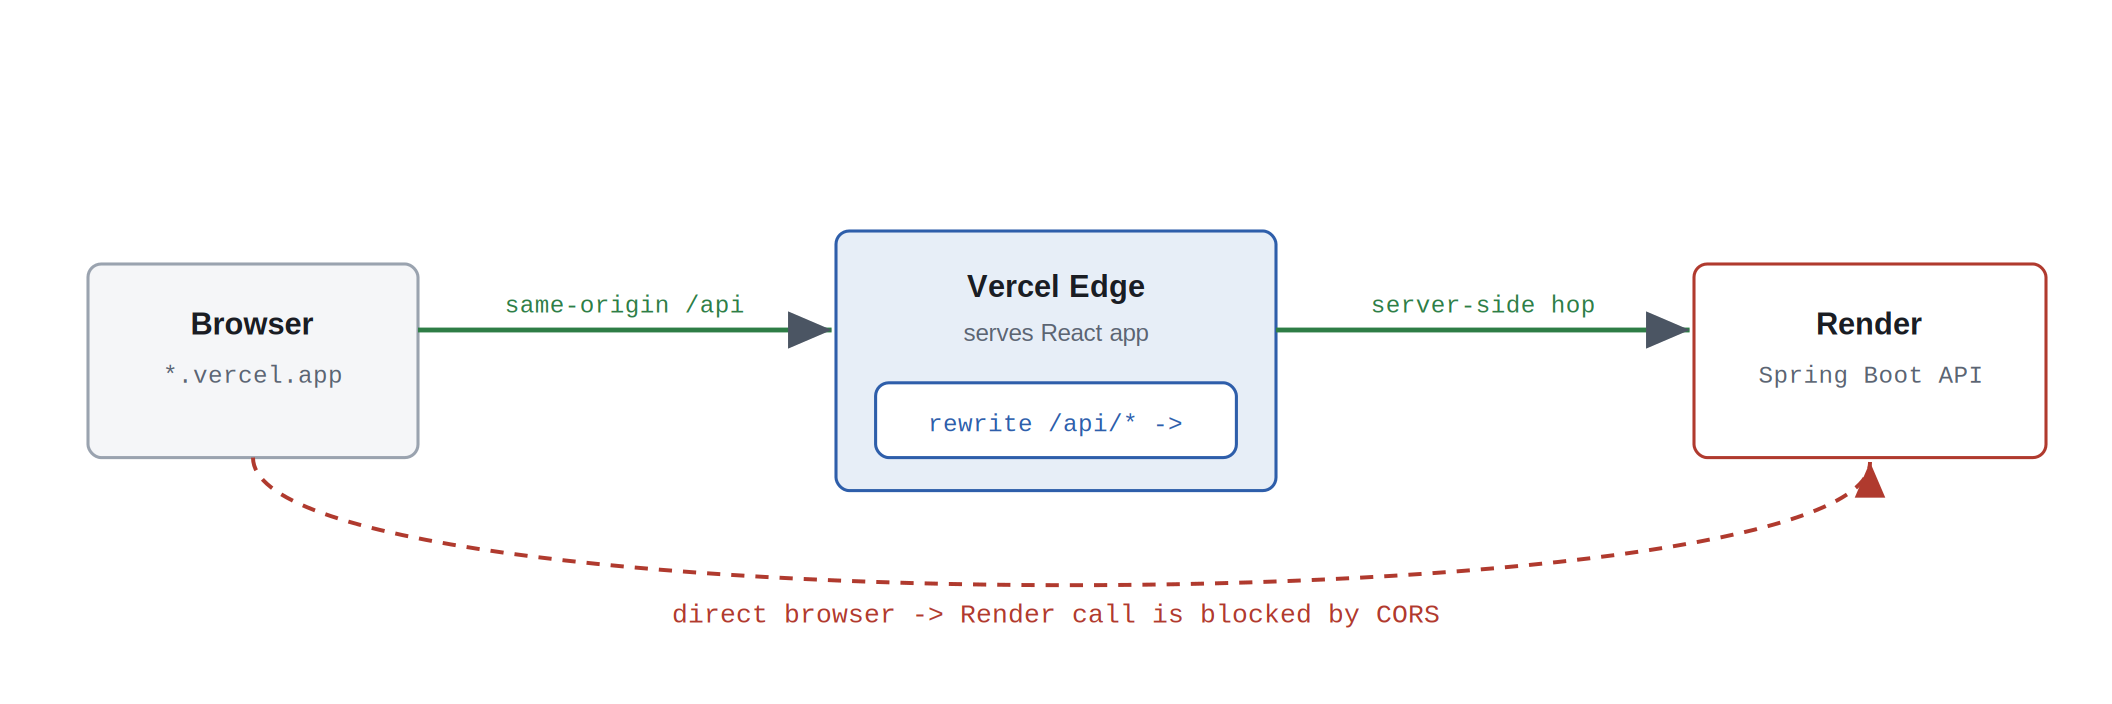 Browser
*.vercel.app
same-origin /api
Vercel Edge
serves React app
rewrite /api/* ->
server-side hop
Render
Spring Boot API
direct browser -> Render call is blocked by CORS